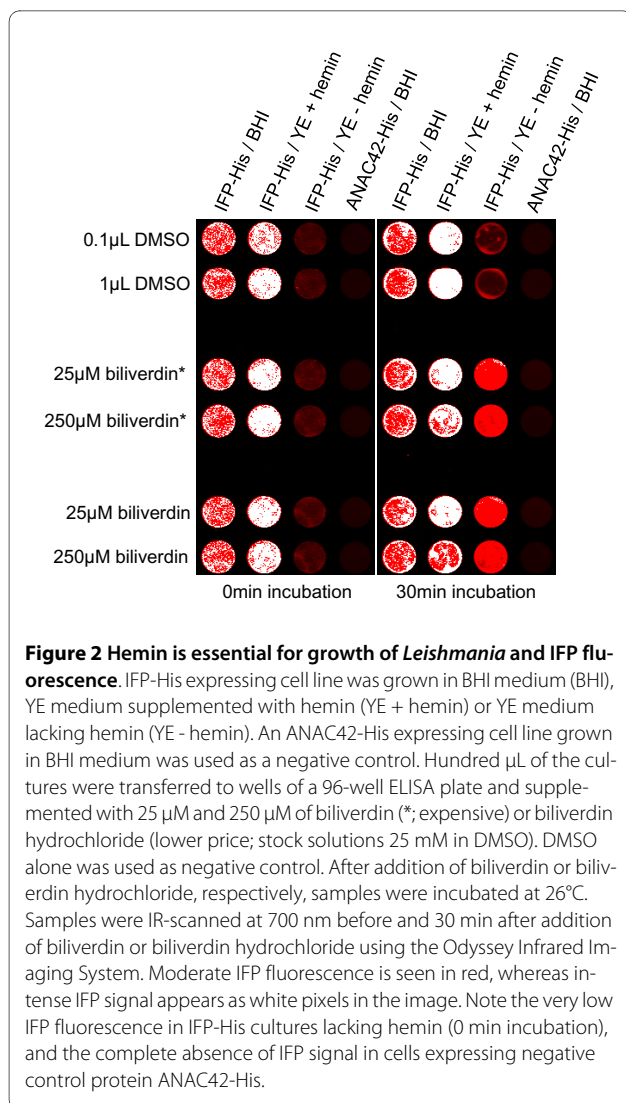 IFP-His / BHI
IFP-His / YE + hemin
IFP-His / YE - hemin
ANAC42-His / BHI
IFP-His / BHI
IFP-His / YE + hemin
IFP-His / YE - hemin
ANAC42-His / BHI
0.1µL DMSO
1µL DMSO
25µM biliverdin*
250µM biliverdin*
25µM biliverdin
250µM biliverdin
0min incubation
30min incubation
Figure 2 Hemin is essential for growth of Leishmania and IFP flu-
orescence. IFP-His expressing cell line was grown in BHI medium (BHI),
YE medium supplemented with hemin (YE + hemin) or YE medium
lacking hemin (YE - hemin). An ANAC42-His expressing cell line grown
in BHI medium was used as a negative control. Hundred µL of the cul-
tures were transferred to wells of a 96-well ELISA plate and supple-
mented with 25 µM and 250 µM of biliverdin (*; expensive) or biliverdin
hydrochloride (lower price; stock solutions 25 mM in DMSO). DMSO
alone was used as negative control. After addition of biliverdin or biliv-
erdin hydrochloride, respectively, samples were incubated at 26°C.
Samples were IR-scanned at 700 nm before and 30 min after addition
of biliverdin or biliverdin hydrochloride using the Odyssey Infrared Im-
aging System. Moderate IFP fluorescence is seen in red, whereas in-
tense IFP signal appears as white pixels in the image. Note the very low
IFP fluorescence in IFP-His cultures lacking hemin (0 min incubation),
and the complete absence of IFP signal in cells expressing negative
control protein ANAC42-His.